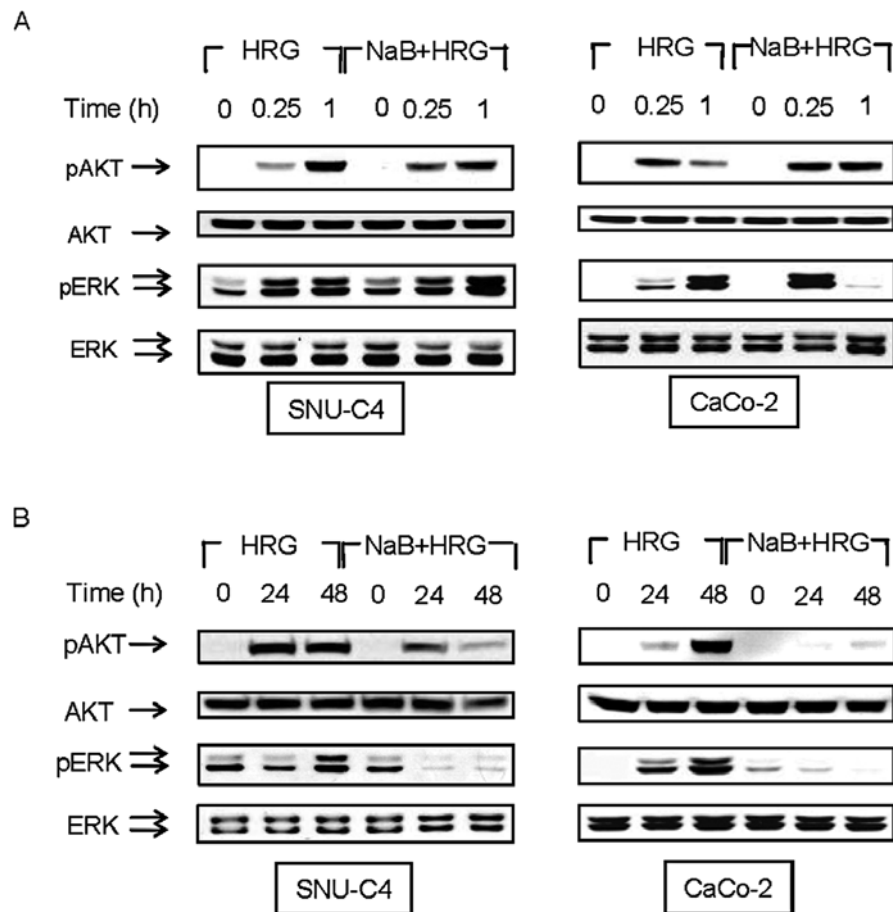 A
HRG NaB+HRG HRG NaB+HRG
Time (h) 0 0.25 1 0 0.25 1 0 0.25 1 0 0.25 1
pAKT
AKT
pERK
ERK
SNU-C4 CaCo-2
B
HRG NaB+HRG HRG NaB+HRG
Time (h) 0 24 48 0 24 48 0 24 48 0 24 48
pAKT
AKT
pERK
ERK
SNU-C4 CaCo-2